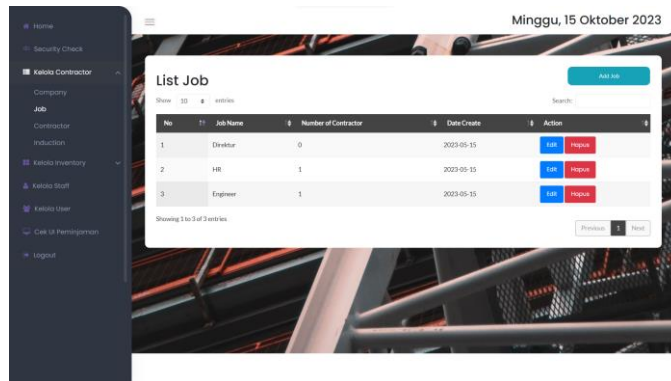 Home
Security Check
Kelola Contractor
Company
Job
Contractor
Induction
Kelola Inventory
Kelola Staff
Kelola User
Cek UI Peminjaman
Logout
Minggu, 15 Oktober 2023
List Job
Add Job
Show 10 entries
Search:
No Job Name Number of Contractor Date Create Action
1 Direktur 0 2023-05-15 Edit Hapus
2 HR 1 2023-05-15 Edit Hapus
3 Engineer 1 2023-05-15 Edit Hapus
Showing 1 to 3 of 3 entries
Previous 1 Next